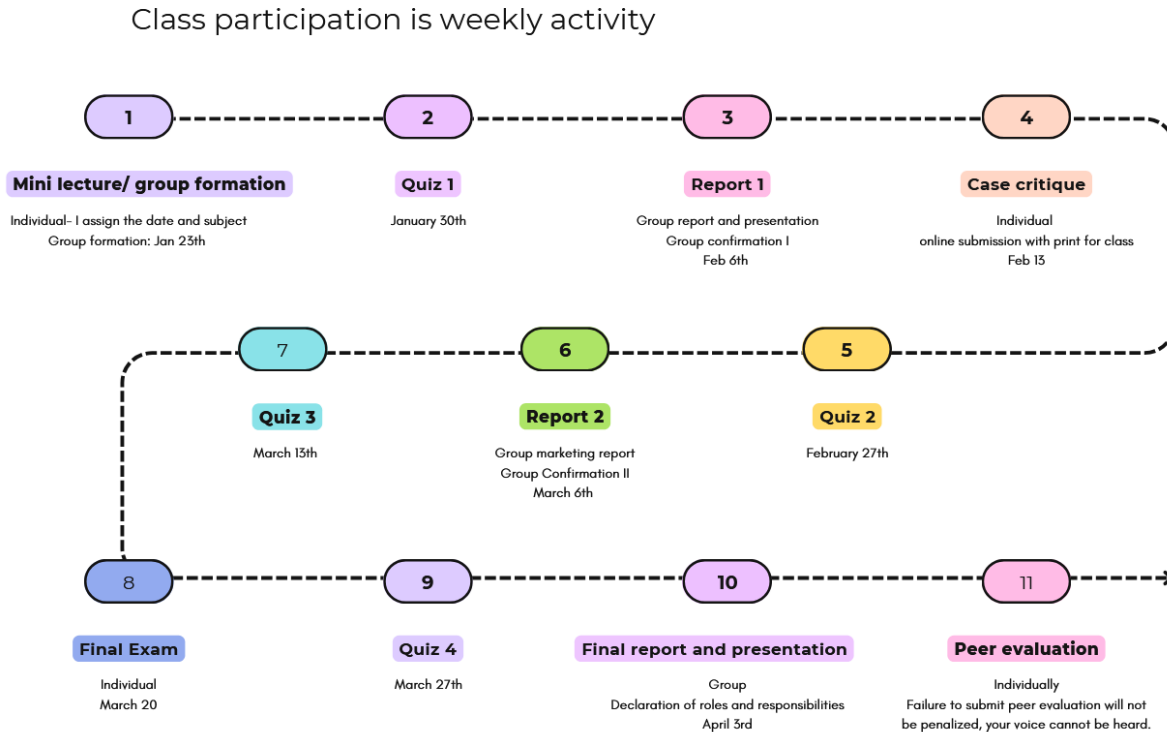 Class participation is weekly activity
1
2
3
4
Mini lecture/ group formation
Individual- I assign the date and subject
Group formation: Jan 23th
Quiz 1
January 30th
Report 1
Group report and presentation
Group confirmation I
Feb 6th
Case critique
Individual
online submission with print for class
Feb 13
7
6
5
Quiz 3
March 13th
Report 2
Group marketing report
Group Confirmation II
March 6th
Quiz 2
February 27th
8
9
10
11
Final Exam
Individual
March 20
Quiz 4
March 27th
Final report and presentation
Group
Declaration of roles and responsibilities
April 3rd
Peer evaluation
Individually
Failure to submit peer evaluation will not
be penalized, your voice cannot be heard.